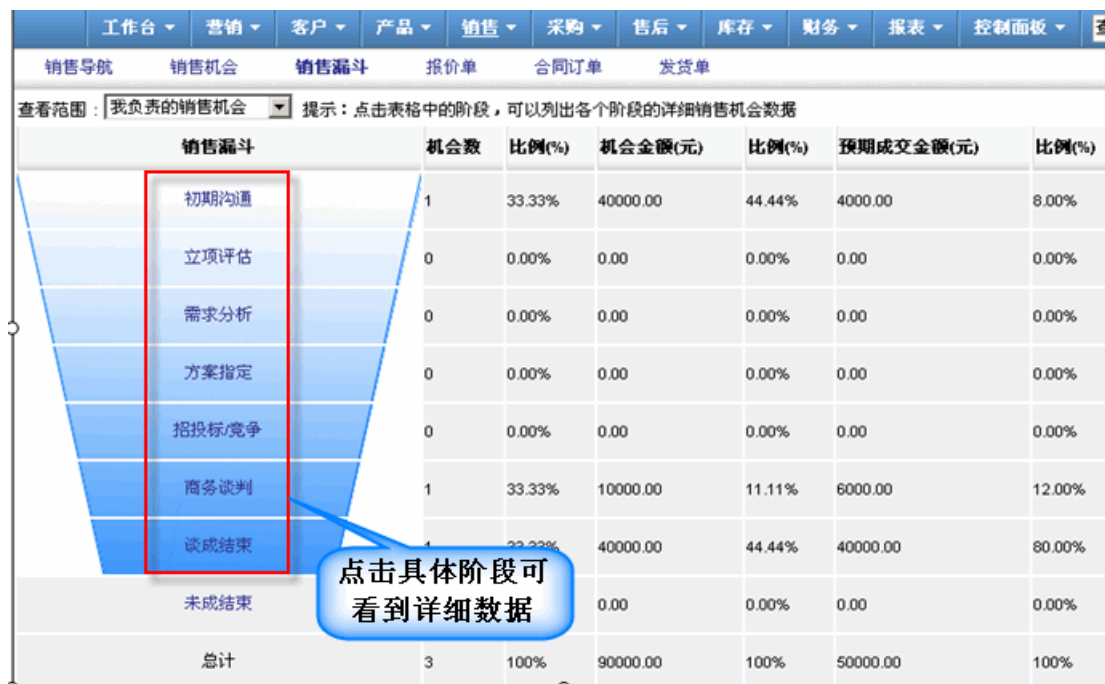 工作台 营销 客户 产品 销售 采购 售后 库存 财务 报表 控制面板
销售导航 销售机会 销售漏斗 报价单 合同订单 发货单
查看范围：我负责的销售机会 提示：点击表格中的阶段，可以列出各个阶段的详细销售机会数据
销售漏斗 机会数 比例(%) 机会金额(元) 比例(%) 预期成交金额(元) 比例(%)
初期沟通 1 33.33% 40000.00 44.44% 4000.00 8.00%
立项评估 0 0.00% 0.00 0.00% 0.00 0.00%
需求分析 0 0.00% 0.00 0.00% 0.00 0.00%
方案指定 0 0.00% 0.00 0.00% 0.00 0.00%
招投标/竞争 0 0.00% 0.00 0.00% 0.00 0.00%
商务谈判 1 33.33% 10000.00 11.11% 6000.00 12.00%
谈成结束 40000.00 44.44% 40000.00 80.00%
点击具体阶段可
看到详细数据
未成结束 0.00 0.00% 0.00 0.00%
总计 3 100% 90000.00 100% 50000.00 100%